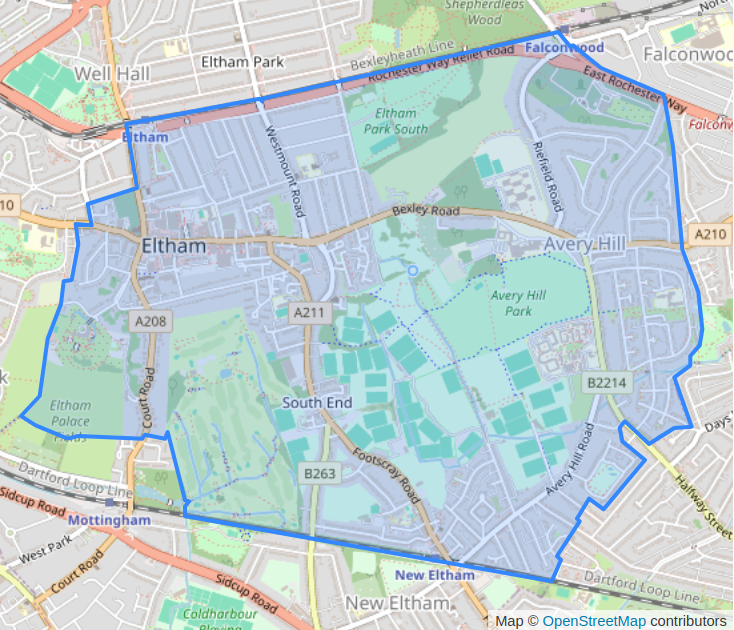 Shepherdleas
Wood
North
Bexleyheath Line
Falconwood
Eltham Park
Rochester Way Relief Road
Falconwood
Well Hall
East Rochester Way
Eltham
Park South
Falconw
Eltham
Westmount Road
Riefield Road
10
Bexley Road
A210
Eltham
Avery Hill
Avery Hill
Park
A211
A208
k
B2214
Eltham
Palace
Fields
Court Road
South End
Days
Avery Hill Road
Footscray Road
B263
Dartford Loop Line
Sidcup Road
Halfway Street
Mottingham
West Park
Court Road
Sidcup Road
New Eltham
Dartford Loop Line
New Eltham
Coldharbour
Playing
Map © OpenStreetMap contributors